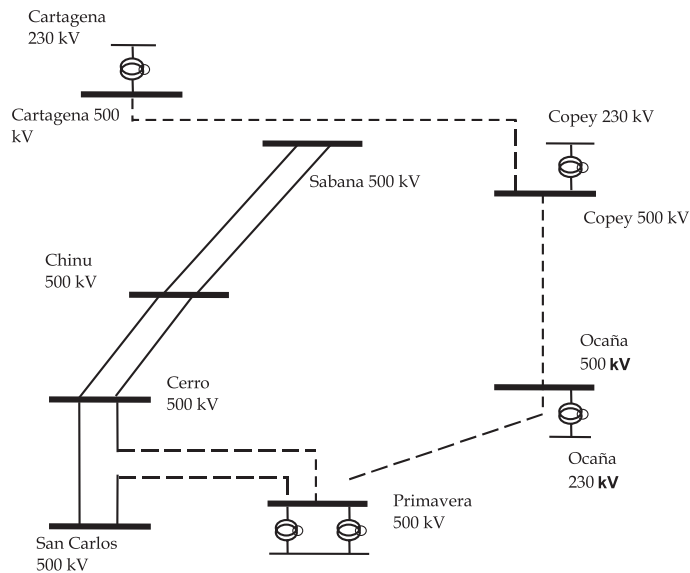 Cartagena
230 kV
Cartagena 500
kV
Copey 230 kV
Sabana 500 kV
Copey 500 kV
Chinu
500 kV
Ocaña
500 kV
Cerro
500 kV
Ocaña
230 kV
Primavera
500 kV
San Carlos
500 kV